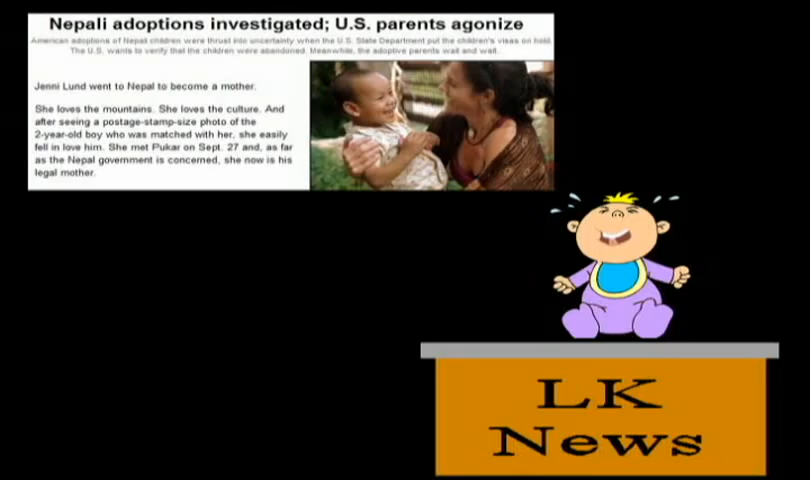 Nepali adoptions investigated; U.S. parents agonize
American adoptions of Nepali children were thrust into uncertainty when the U.S. State Department put the children's visas on hold.
The U.S. wants to verify that the children were abandoned. Meanwhile, the adoptive parents wait and wait.
Jenni Lund went to Nepal to become a mother.
She loves the mountains. She loves the culture. And
after seeing a postage-stamp-size photo of the
2-year-old boy who was matched with her, she easily
fell in love him. She met Pukar on Sept. 27 and, as far
as the Nepal government is concerned, she now is his
legal mother.
LK
News